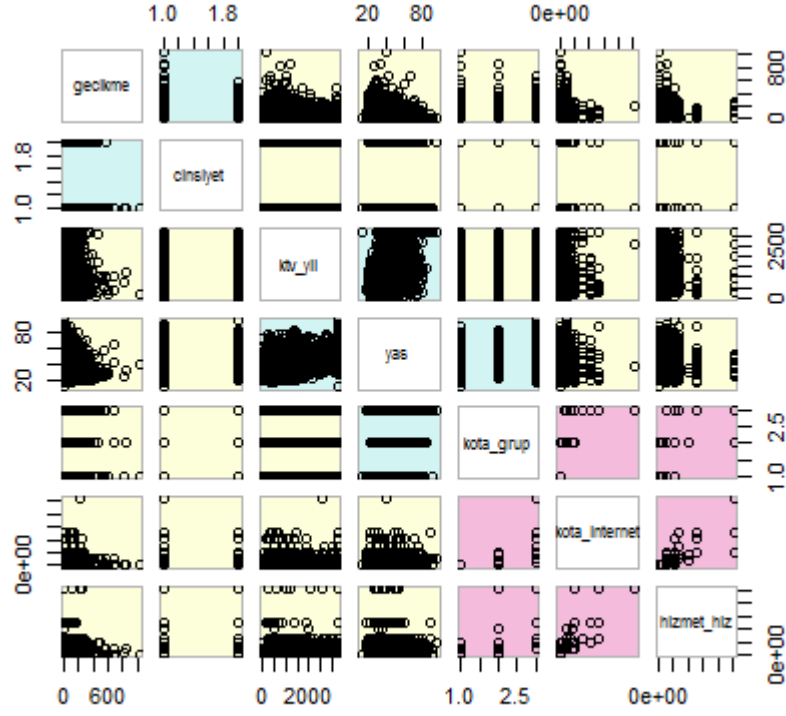 1.0 1.8 20 80 0e+00
gecikme 0 800
1.0 1.8 cinsiyet
ktv_yili 0 2500
20 80 yas
kota_grup 1.0 2.5
0e+00 kota_internet
hizmet_hiz 0e+00
0 600 0 2000 1.0 2.5 0e+00